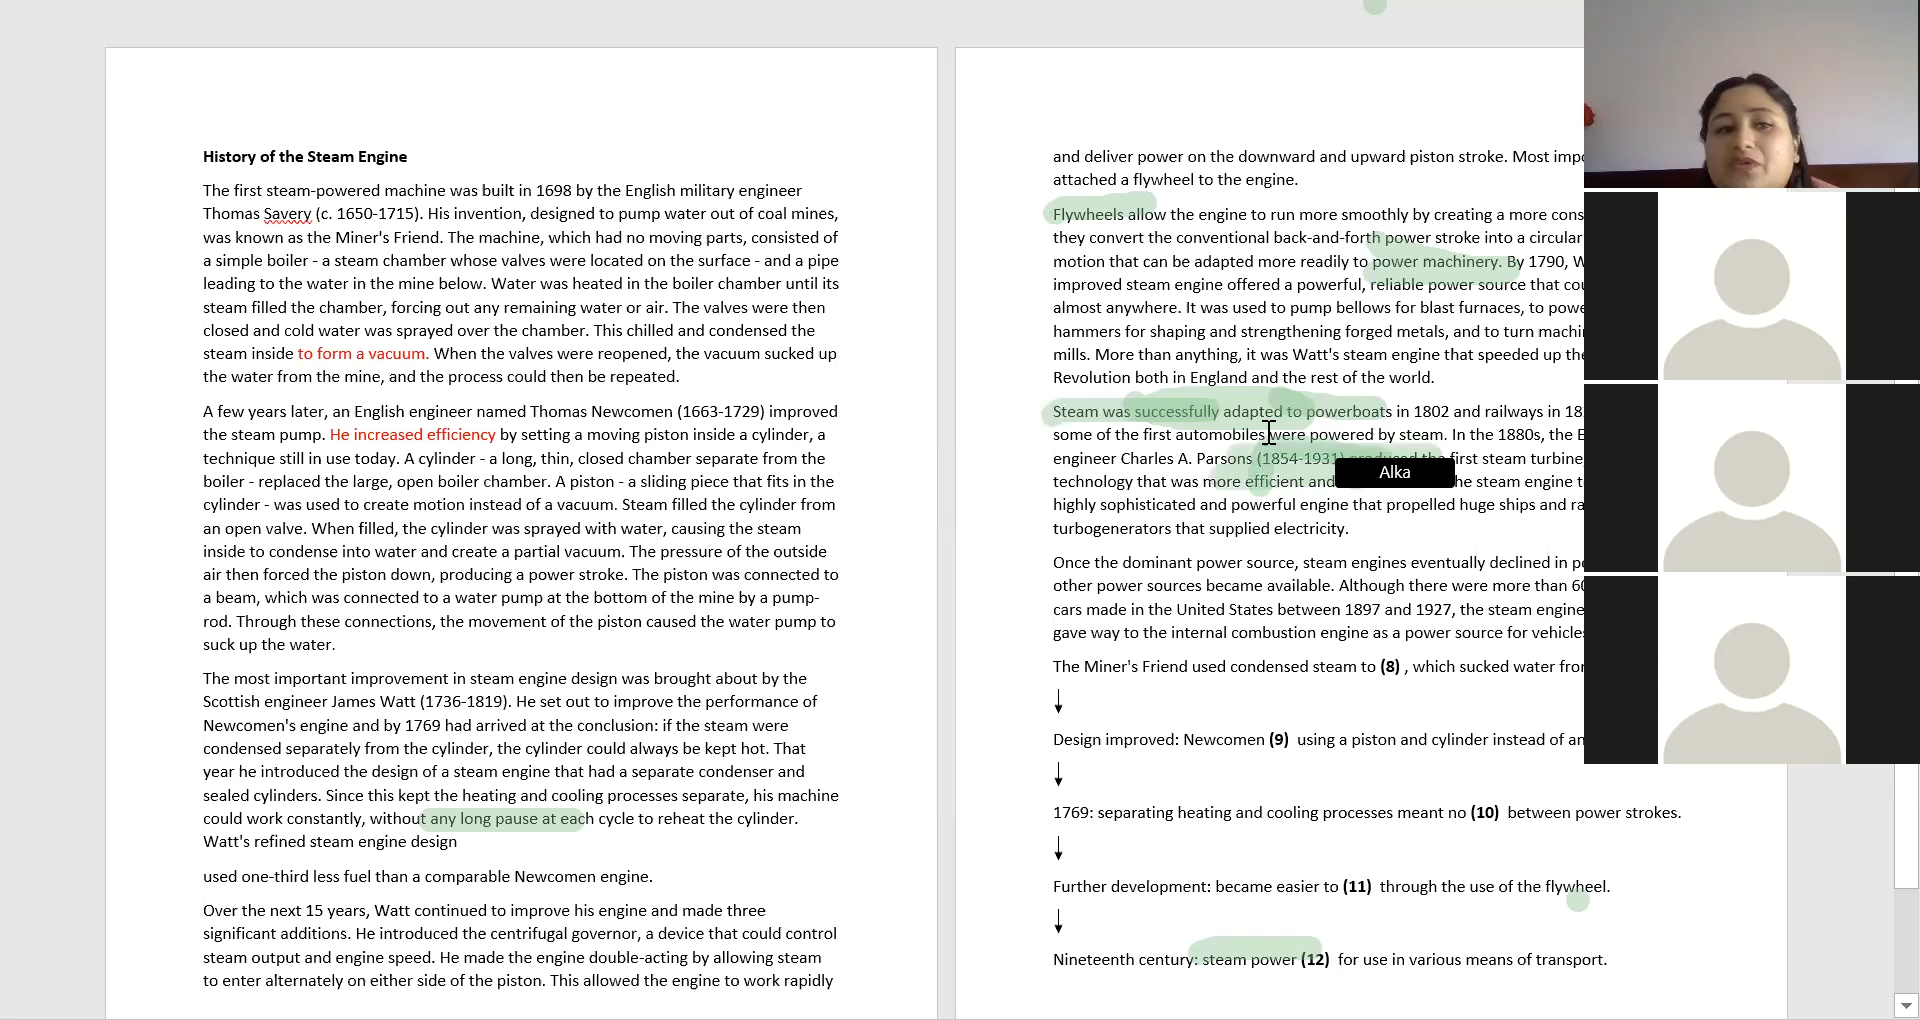 History of the Steam Engine
The first steam-powered machine was built in 1698 by the English military engineer
Thomas Savery (c. 1650-1715). His invention, designed to pump water out of coal mines,
was known as the Miner's Friend. The machine, which had no moving parts, consisted of
a simple boiler - a steam chamber whose valves were located on the surface - and a pipe
leading to the water in the mine below. Water was heated in the boiler chamber until its
steam filled the chamber, forcing out any remaining water or air. The valves were then
closed and cold water was sprayed over the chamber. This chilled and condensed the
steam inside to form a vacuum. When the valves were reopened, the vacuum sucked up
the water from the mine, and the process could then be repeated.
A few years later, an English engineer named Thomas Newcomen (1663-1729) improved
the steam pump. He increased efficiency by setting a moving piston inside a cylinder, a
technique still in use today. A cylinder - a long, thin, closed chamber separate from the
boiler - replaced the large, open boiler chamber. A piston - a sliding piece that fits in the
cylinder - was used to create motion instead of a vacuum. Steam filled the cylinder from
an open valve. When filled, the cylinder was sprayed with water, causing the steam
inside to condense into water and create a partial vacuum. The pressure of the outside
air then forced the piston down, producing a power stroke. The piston was connected to
a beam, which was connected to a water pump at the bottom of the mine by a pump-
rod. Through these connections, the movement of the piston caused the water pump to
suck up the water.
The most important improvement in steam engine design was brought about by the
Scottish engineer James Watt (1736-1819). He set out to improve the performance of
Newcomen's engine and by 1769 had arrived at the conclusion: if the steam were
condensed separately from the cylinder, the cylinder could always be kept hot. That
year he introduced the design of a steam engine that had a separate condenser and
sealed cylinders. Since this kept the heating and cooling processes separate, his machine
could work constantly, without any long pause at each cycle to reheat the cylinder.
Watt's refined steam engine design
used one-third less fuel than a comparable Newcomen engine.
Over the next 15 years, Watt continued to improve his engine and made three
significant additions. He introduced the centrifugal governor, a device that could control
steam output and engine speed. He made the engine double-acting by allowing steam
to enter alternately on either side of the piston. This allowed the engine to work rapidly
and deliver power on the downward and upward piston stroke. Most
attached a flywheel to the engine.
Flywheels allow the engine to run more smoothly by creating a more
they convert the conventional back-and-forth power stroke into a circular
motion that can be adapted more readily to power machinery. By 1790,
improved steam engine offered a powerful, reliable power source that
almost anywhere. It was used to pump bellows for blast furnaces, to
hammers for shaping and strengthening forged metals, and to turn
mills. More than anything, it was Watt's steam engine that speeded up
Revolution both in England and the rest of the world.
Steam was successfully adapted to powerboats in 1802 and railways in
some of the first automobiles were powered by steam. In the 1880s, the
engineer Charles A. Parsons (1854-1931) produced the first steam turbine
technology that was more efficient and Alka the steam engine
highly sophisticated and powerful engine that propelled huge ships and
turbogenerators that supplied electricity.
Once the dominant power source, steam engines eventually declined in
other power sources became available. Although there were more than
cars made in the United States between 1897 and 1927, the steam engine
gave way to the internal combustion engine as a power source for vehicles
The Miner's Friend used condensed steam to (8) , which sucked water
Design improved: Newcomen (9) using a piston and cylinder instead of
1769: separating heating and cooling processes meant no (10) between power strokes.
Further development: became easier to (11) through the use of the flywheel.
Nineteenth century: steam power (12) for use in various means of transport.